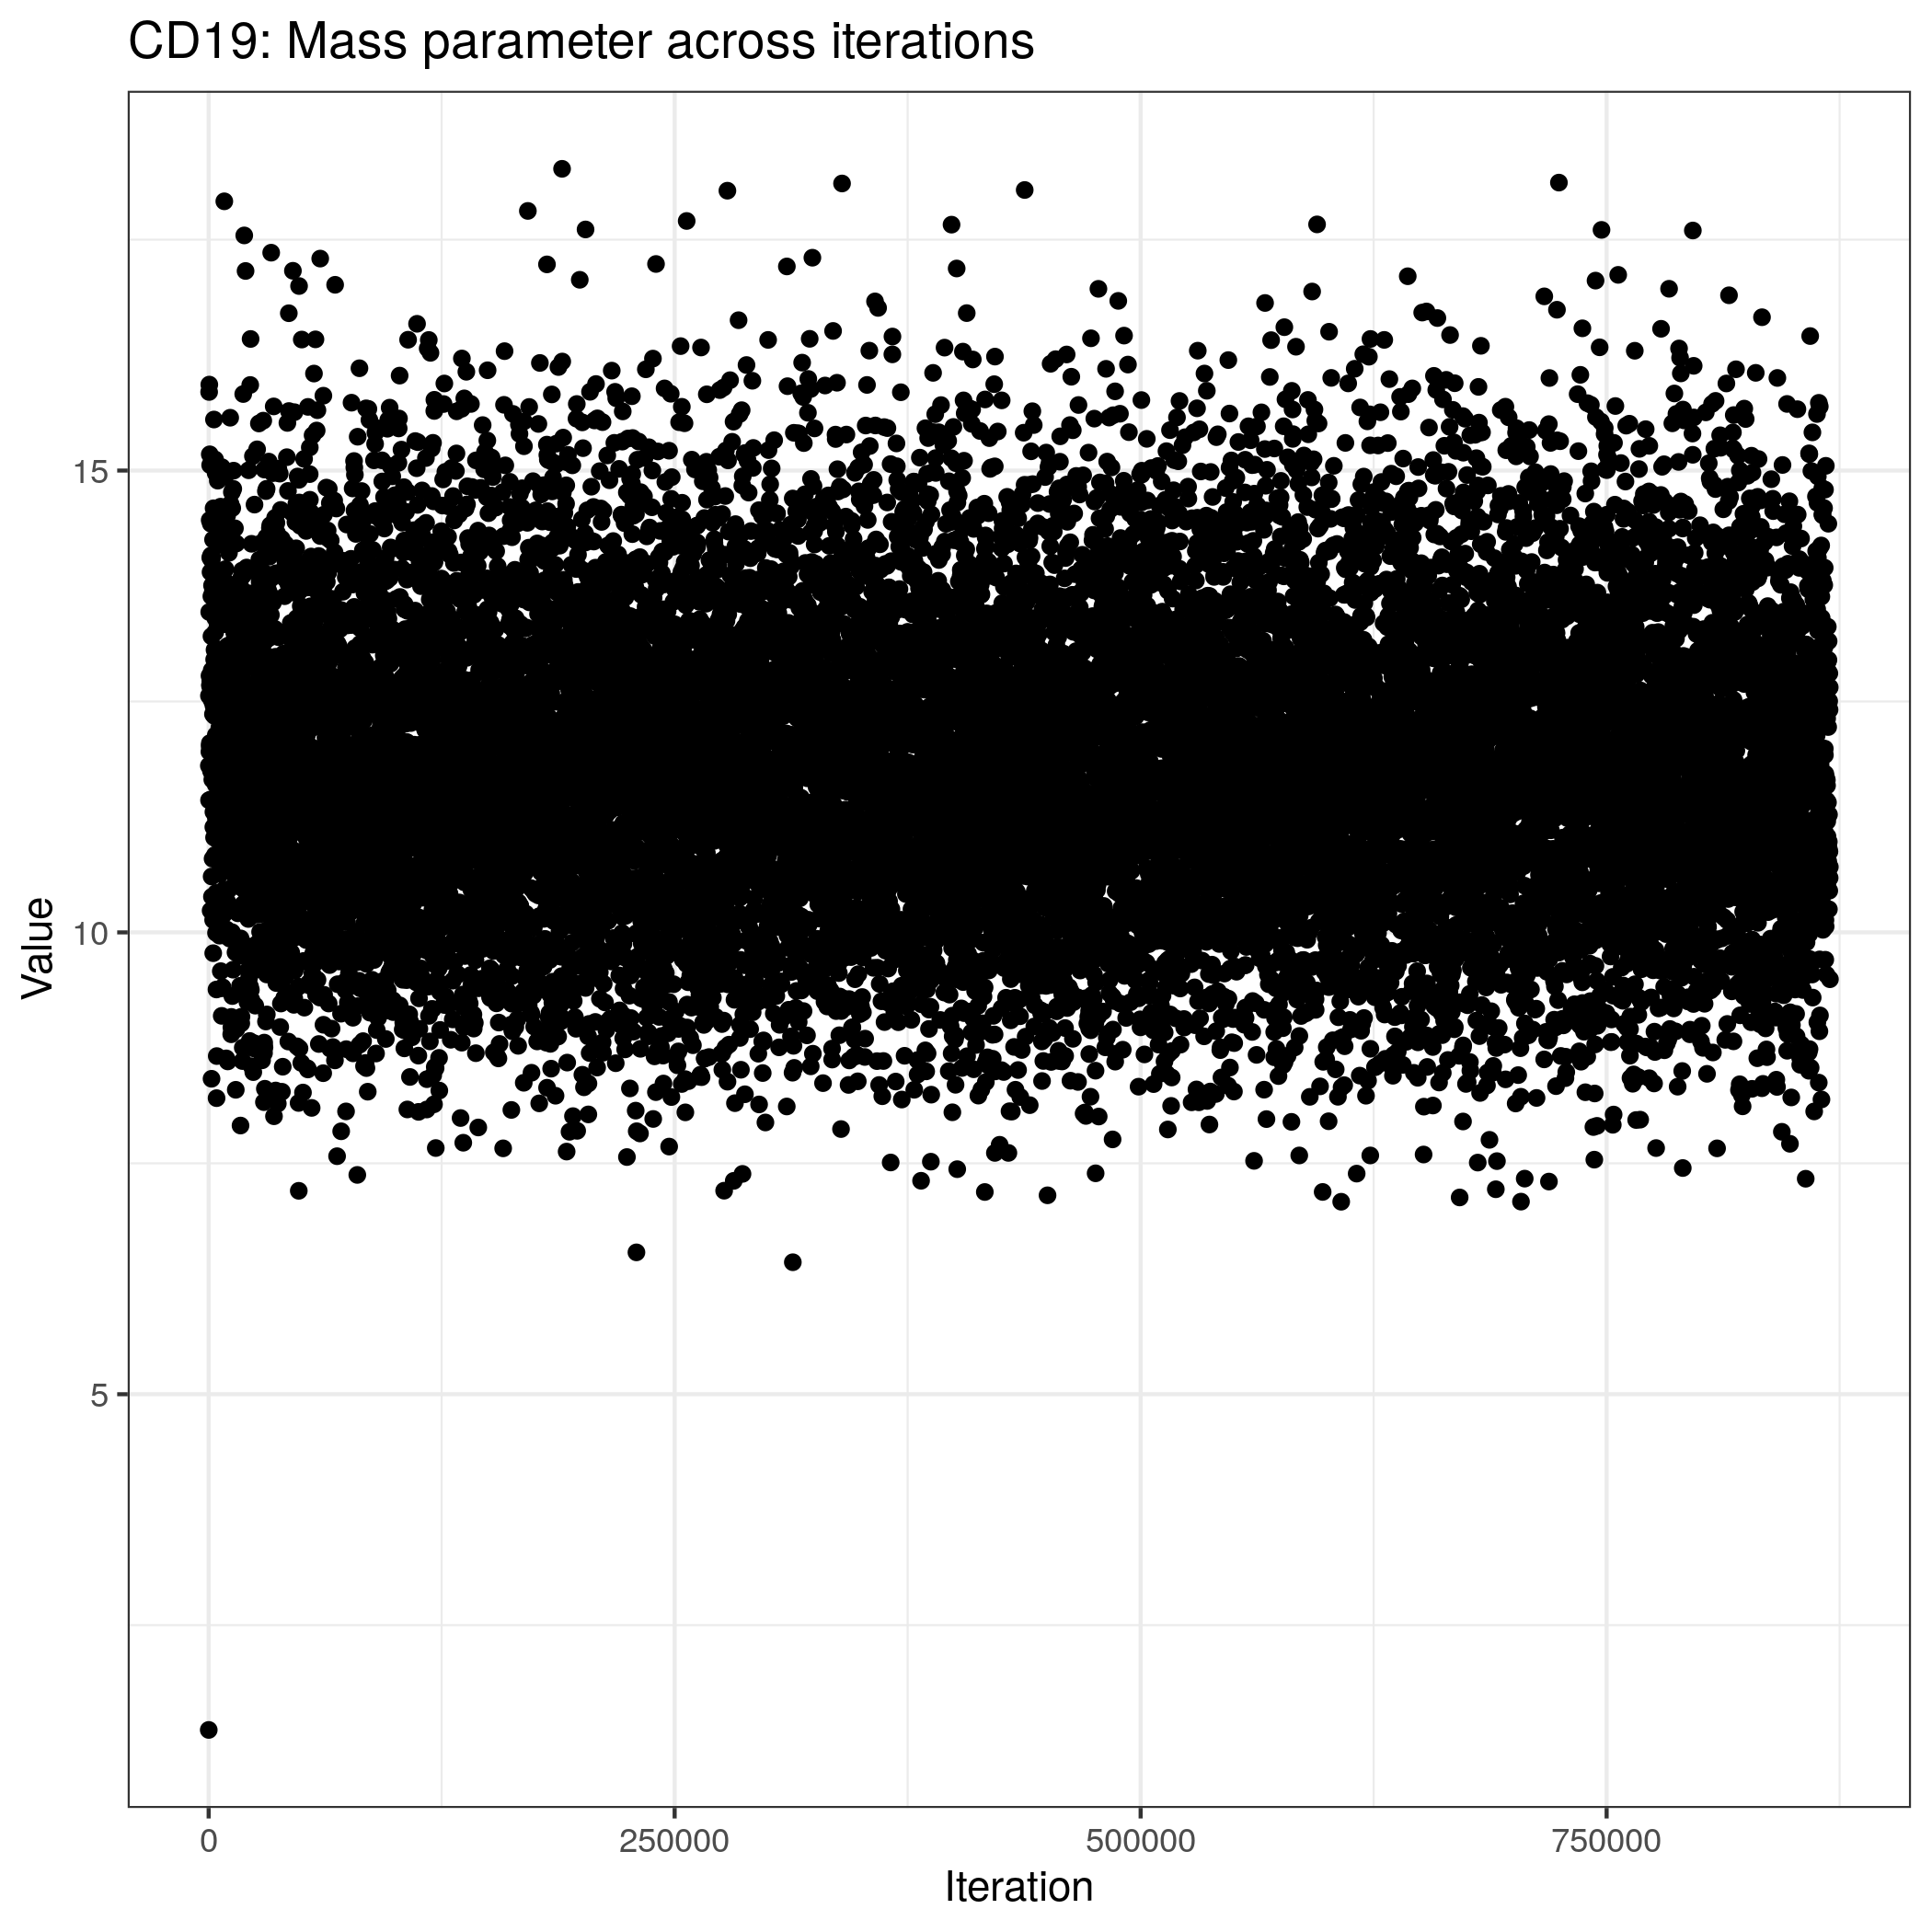 CD19: Mass parameter across iterations
Value
15
10
5
0
250000
500000
750000
Iteration